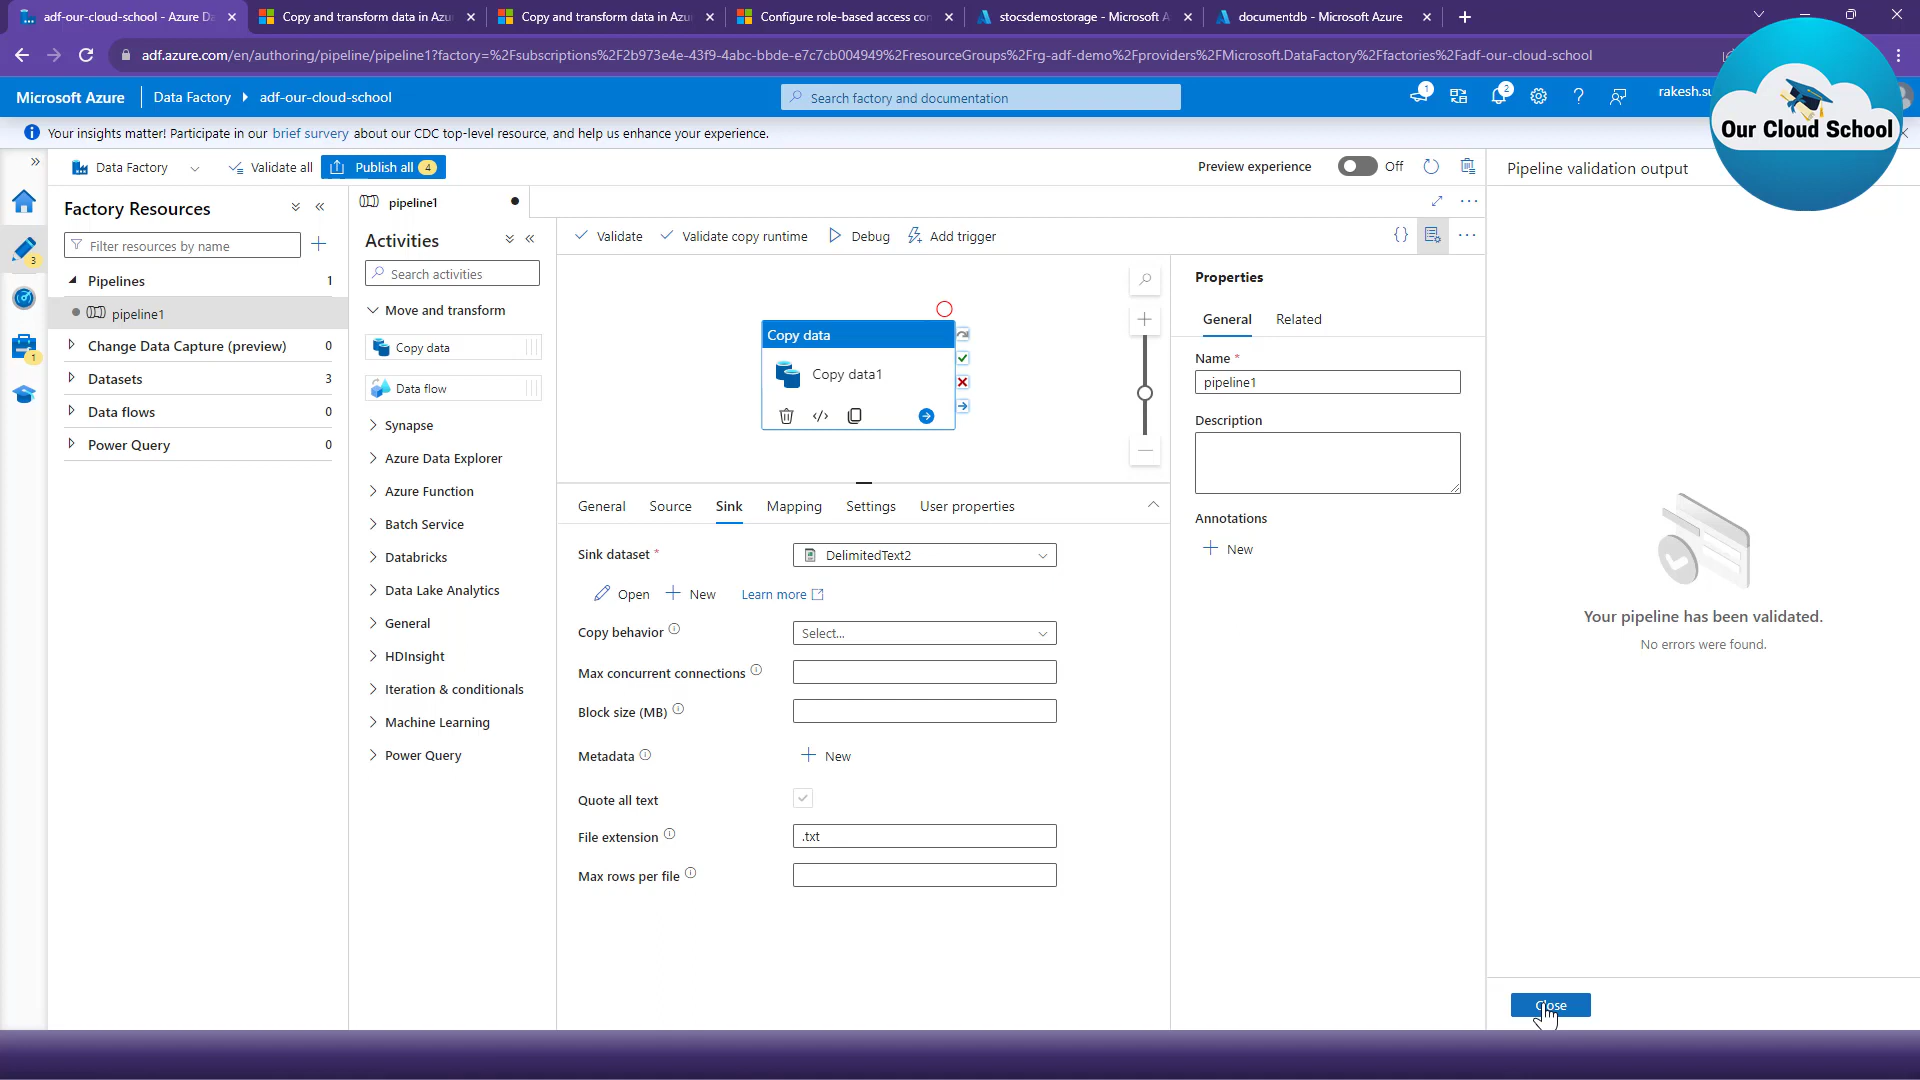 adf-our-cloud-school - Azure Da
Copy and transform data in Azu
Copy and transform data in Azu
Configure role-based access con
stocsdemostorage - Microsoft A
documentdb - Microsoft Azure
adf.azure.com/en/authoring/pipeline/pipeline1?factory=%2Fsubscriptions%2F2b973e4e-43f9-4abc-bbde-e7c7cb004949%2FresourceGroups%2Frg-adf-demo%2Fproviders%2FMicrosoft.DataFactory%2Ffactories%2Fadf-our-cloud-school
Microsoft Azure
Data Factory
adf-our-cloud-school
Search factory and documentation
1
2
rakesh.su
Our Cloud School
Your insights matter! Participate in our brief survey about our CDC top-level resource, and help us enhance your experience.
Data Factory
Validate all
Publish all 4
Preview experience
Off
Pipeline validation output
Factory Resources
Filter resources by name
3
1
Pipelines 1
pipeline1
Change Data Capture (preview) 0
Datasets 3
Data flows 0
Power Query 0
pipeline1
Activities
Search activities
Move and transform
Copy data
Data flow
Synapse
Azure Data Explorer
Azure Function
Batch Service
Databricks
Data Lake Analytics
General
HDInsight
Iteration & conditionals
Machine Learning
Power Query
Validate
Validate copy runtime
Debug
Add trigger
Copy data
Copy data1
General
Source
Sink
Mapping
Settings
User properties
Sink dataset *
DelimitedText2
Open
New
Learn more
Copy behavior
Select...
Max concurrent connections
Block size (MB)
Metadata
New
Quote all text
File extension
.txt
Max rows per file
Properties
General
Related
Name *
pipeline1
Description
Annotations
New
Your pipeline has been validated.
No errors were found.
Close